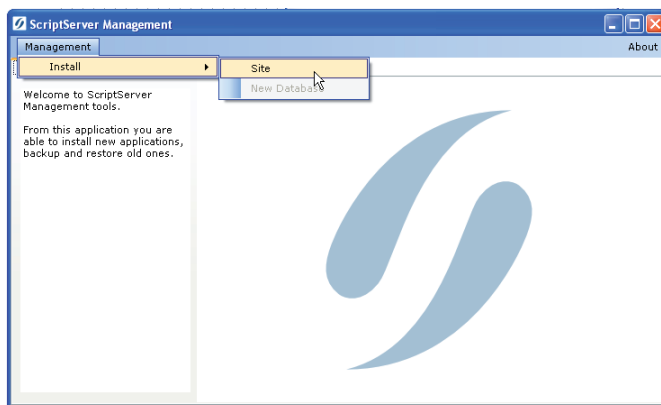 ScriptServer Management
Management
About
Install
Site
New Database
Welcome to ScriptServer
Management tools.
From this application you are
able to install new applications,
backup and restore old ones.